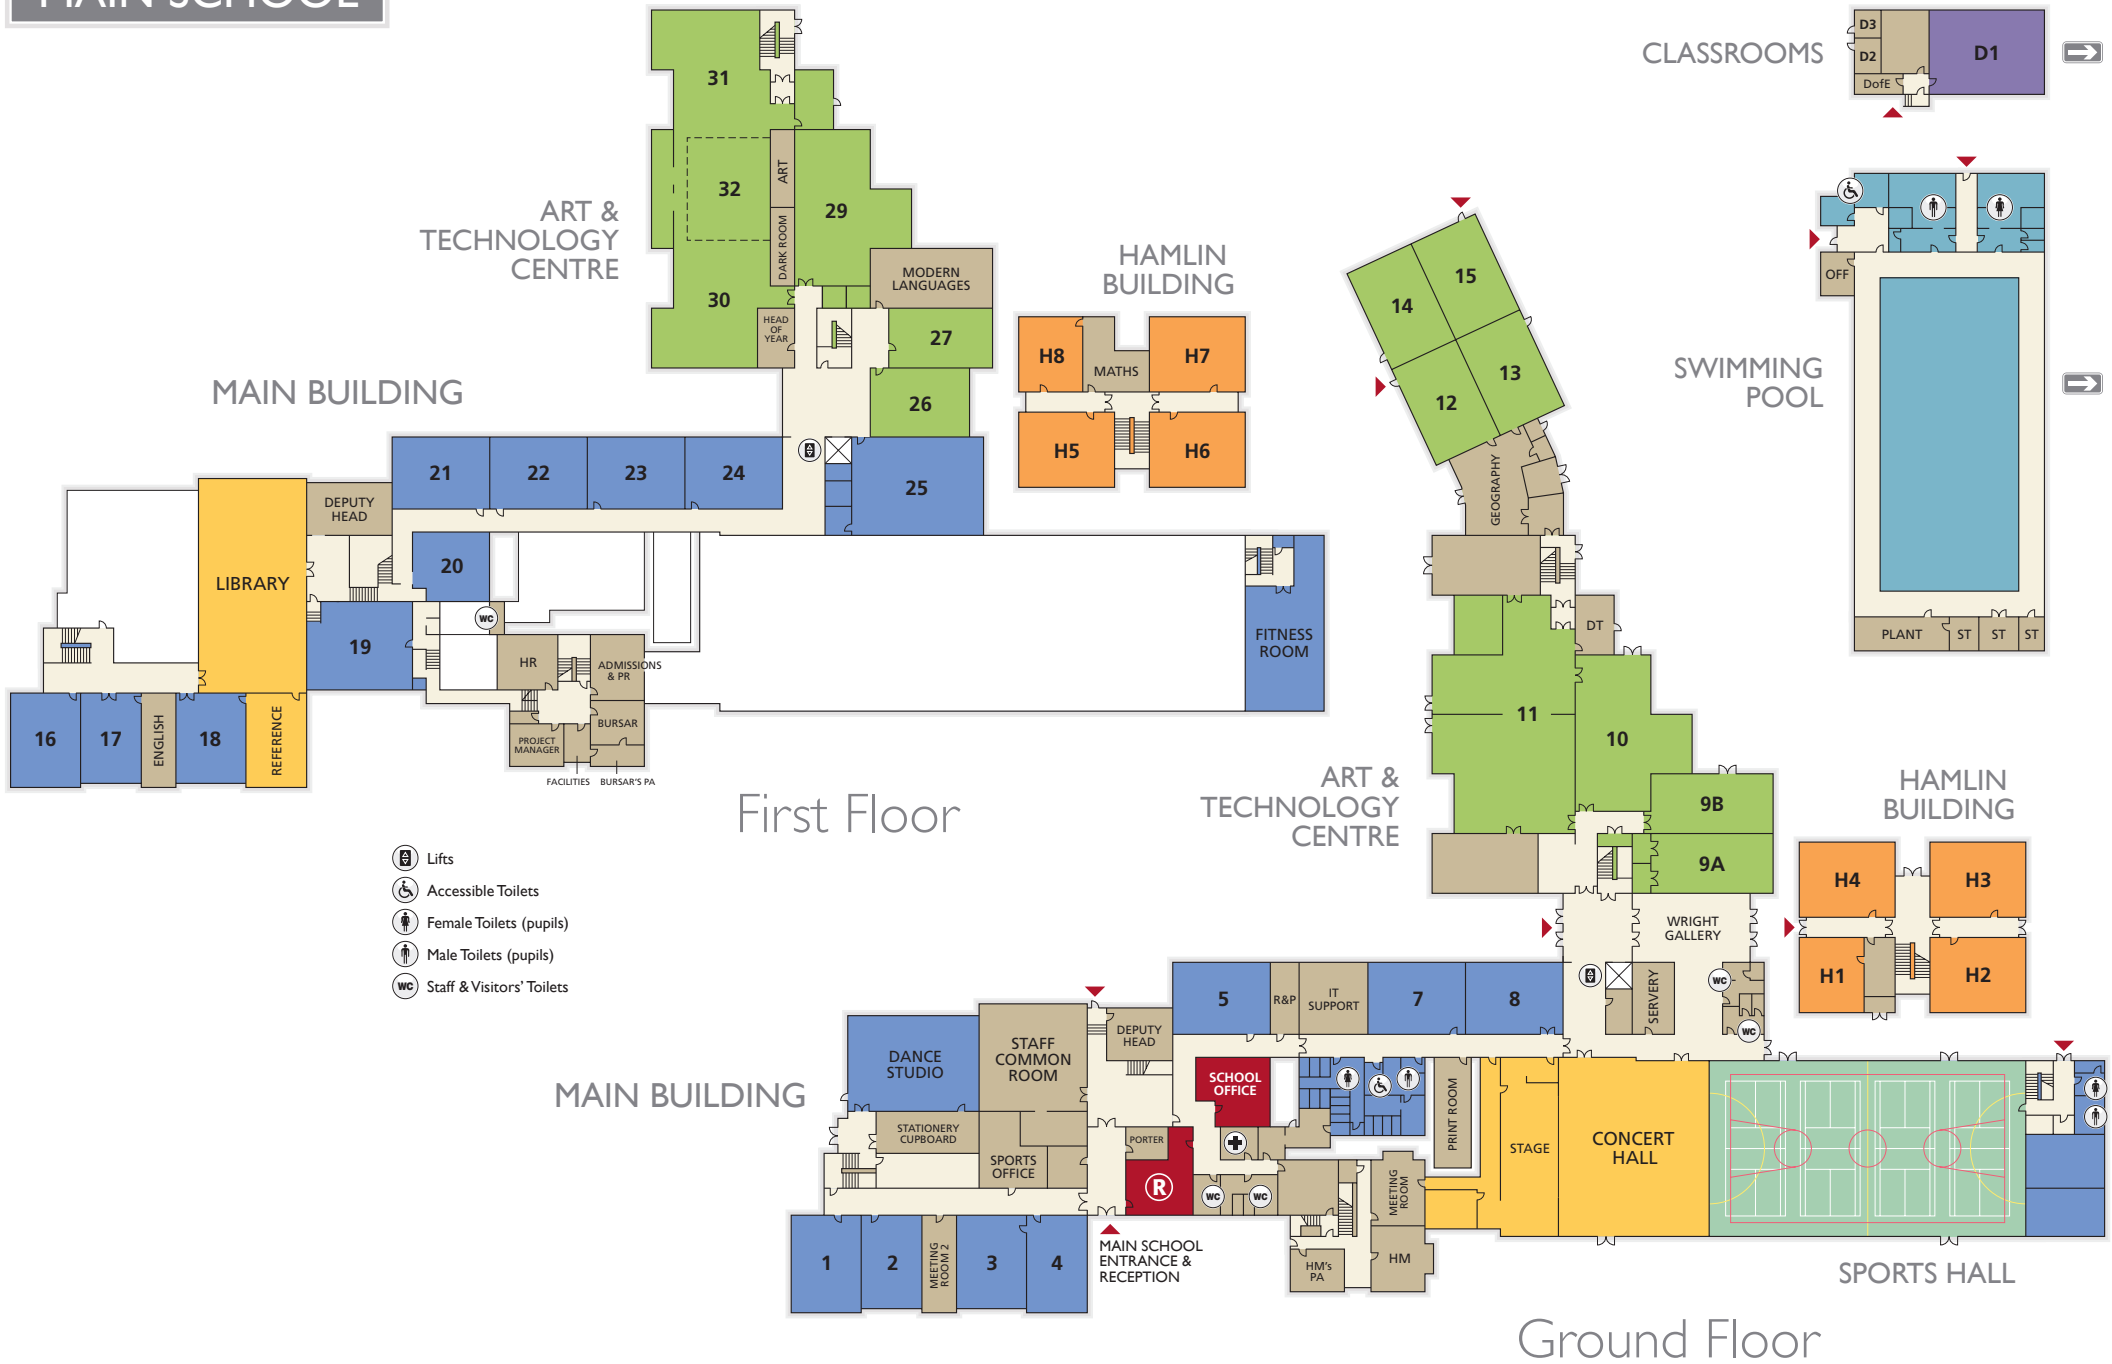 MAIN SCHOOL
31
32
ART
DARK ROOM
29
30
HEAD
OF
YEAR
MODERN
LANGUAGES
27
26
ART &
TECHNOLOGY
CENTRE
MAIN BUILDING
21
22
23
24
25
DEPUTY
HEAD
LIBRARY
20
19
WC
HR
ADMISSIONS
& PR
BURSAR
PROJECT
MANAGER
FACILITIES
BURSAR'S PA
16
17
ENGLISH
18
REFERENCE
FITNESS
ROOM
HAMLIN
BUILDING
H8
MATHS
H7
H5
H6
First Floor
Lifts
Accessible Toilets
Female Toilets (pupils)
Male Toilets (pupils)
WC
Staff & Visitors' Toilets
CLASSROOMS
D3
D2
DofE
D1
SWIMMING
POOL
OFF
PLANT
ST
ST
ST
15
14
13
12
GEOGRAPHY
DT
11
10
9B
9A
ART &
TECHNOLOGY
CENTRE
WRIGHT
GALLERY
SERVERY
WC
WC
HAMLIN
BUILDING
H4
H3
H1
H2
MAIN BUILDING
DANCE
STUDIO
STAFF
COMMON
ROOM
DEPUTY
HEAD
5
R&P
IT
SUPPORT
7
8
SCHOOL
OFFICE
STATIONERY
CUPBOARD
SPORTS
OFFICE
PORTER
R
WC
WC
PRINT ROOM
MEETING
ROOM
HM
HM's
PA
STAGE
CONCERT
HALL
1
2
MEETING
ROOM 2
3
4
MAIN SCHOOL
ENTRANCE &
RECEPTION
SPORTS HALL
Ground Floor